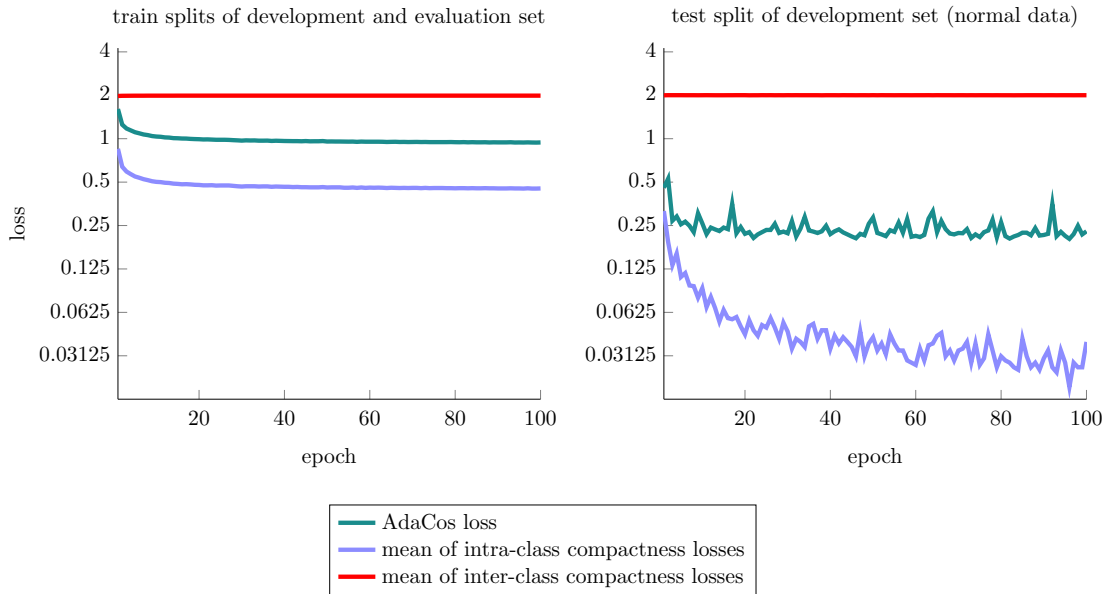 train splits of development and evaluation set
4
2
1
0.5
0.25
0.125
0.0625
0.03125
loss
20 40 60 80 100
epoch
test split of development set (normal data)
4
2
1
0.5
0.25
0.125
0.0625
0.03125
20 40 60 80 100
epoch
AdaCos loss
mean of intra-class compactness losses
mean of inter-class compactness losses